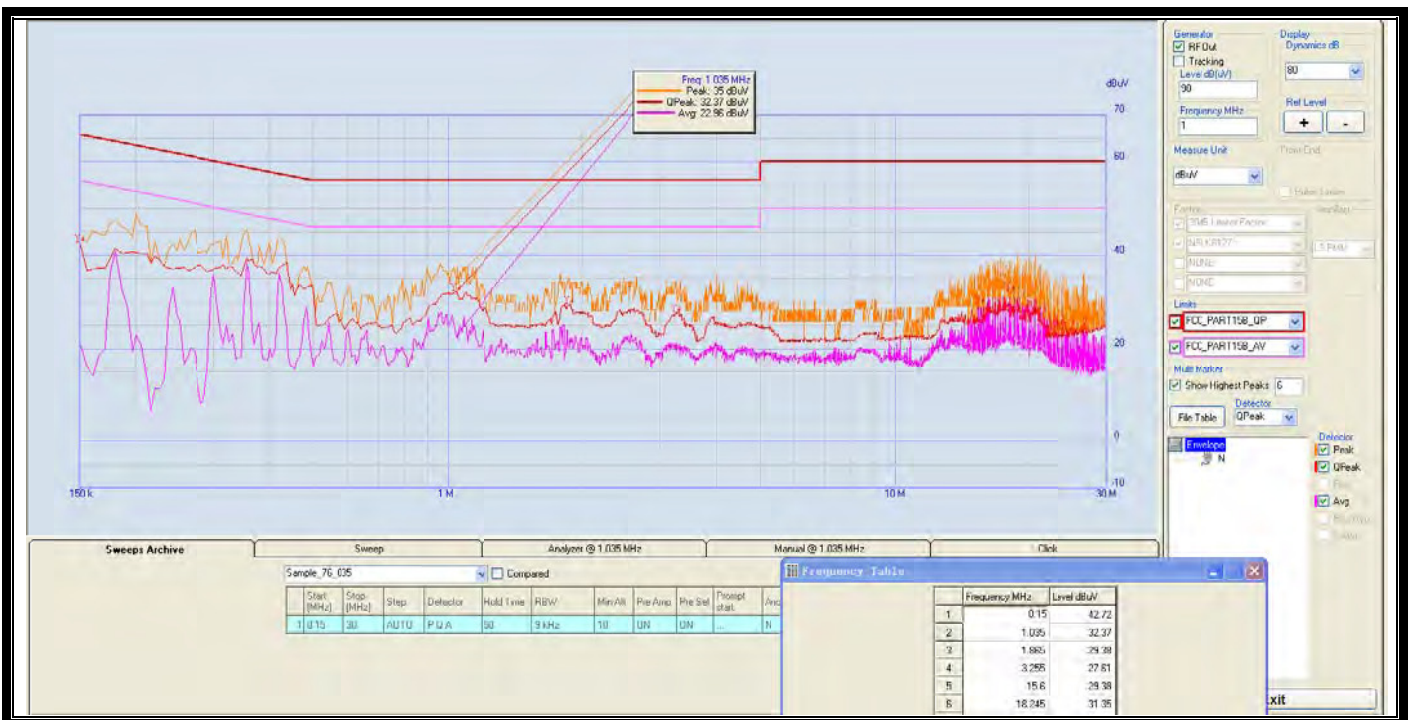 Freq: 1.035 MHz
Peak: 35 dBuV
QPeak: 32.37 dBuV
Avg: 22.96 dBuV
dBuV
70
60
40
20
0
-10
150 k
1 M
10 M
30 M
Generator
RF Out
Tracking
Level dB(uV)
90
Frequency MHz
1
Display
Dynamics dB
80
Ref Level
+
-
Measure Unit
dBuV
Front End
Factor
NONE
NONE
Limits
FCC_PART15B_QP
FCC_PART15B_AV
Multi Marker
Show Highest Peaks 6
Detector
File Table QPeak
Envelope
N
Detector
Peak
QPeak
Avg
Sweeps Archive
Sweep
Analyzer @ 1.035 MHz
Manual @ 1.035 MHz
Click
Sample_76_035
Compared
Start [MHz] Stop [MHz] Step Detector Hold Time RBW Min Att Pre Amp Pre Sel Prompt start
1 0.15 30 AUTO P Q A 50 9 kHz 10 ON ON ... N
Frequency Table
Frequency MHz Level dBuV
1 0.15 42.72
2 1.035 32.37
3 1.865 29.38
4 3.255 27.61
5 15.6 29.38
6 18.245 31.35